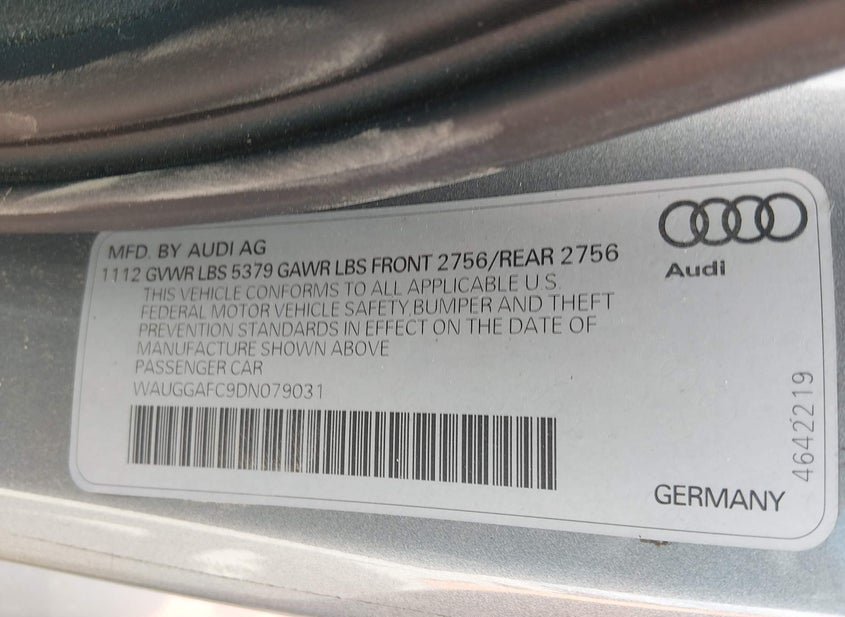 MFD. BY AUDI AG
1112 GVWR LBS 5379 GAWR LBS FRONT 2756/REAR 2756
THIS VEHICLE CONFORMS TO ALL APPLICABLE U.S.
FEDERAL MOTOR VEHICLE SAFETY,BUMPER AND THEFT
PREVENTION STANDARDS IN EFFECT ON THE DATE OF
MANUFACTURE SHOWN ABOVE
PASSENGER CAR
WAUGGAFC9DN079031
Audi
4642219
GERMANY